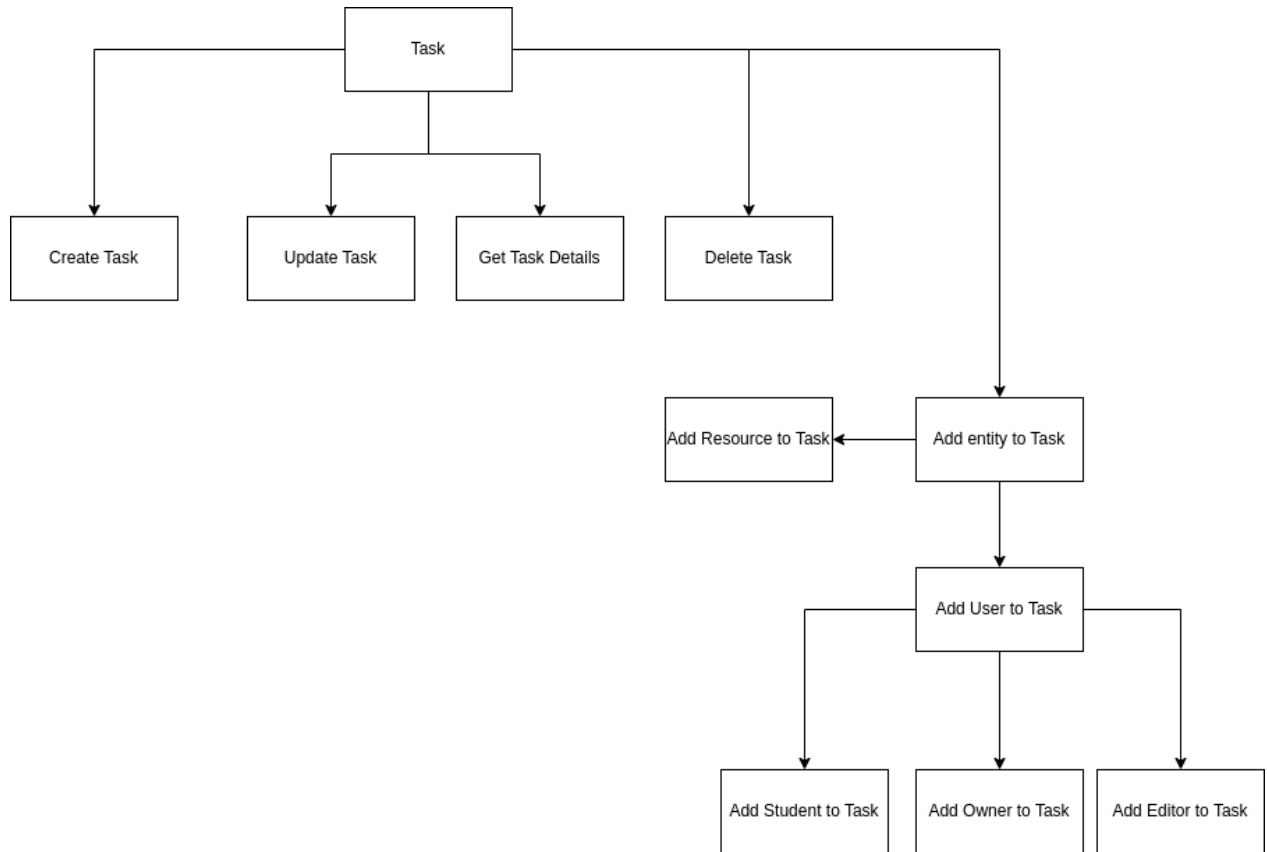 Task
Create Task
Update Task
Get Task Details
Delete Task
Add Resource to Task
Add entity to Task
Add User to Task
Add Student to Task
Add Owner to Task
Add Editor to Task